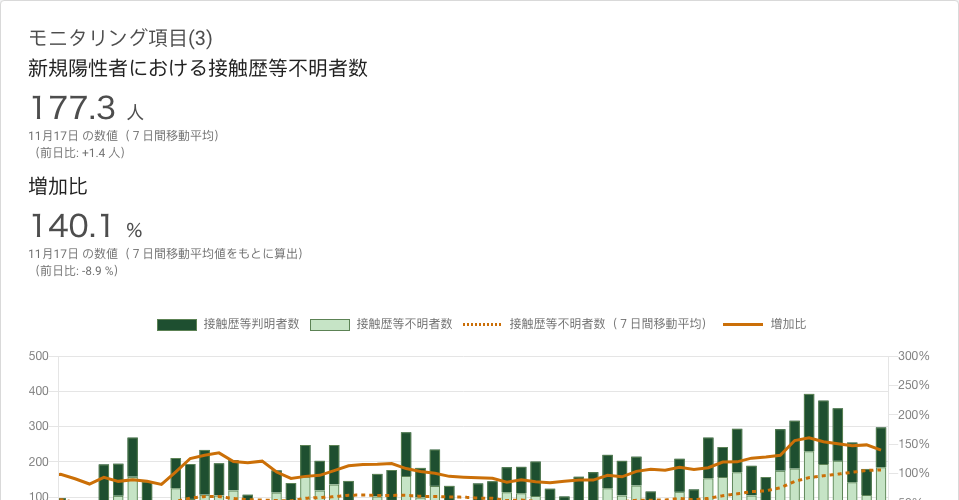 モニタリング項目(3)
新規陽性者における接触歴等不明者数
177.3 人
11月17日 の数値（７日間移動平均）
（前日比: +1.4 人）
増加比
140.1 %
11月17日 の数値（７日間移動平均値をもとに算出）
（前日比: -8.9 %）
接触歴等判明者数 接触歴等不明者数 接触歴等不明者数（７日間移動平均） 増加比
500 300%
400 250%
300 200%
200 150%
100 100%